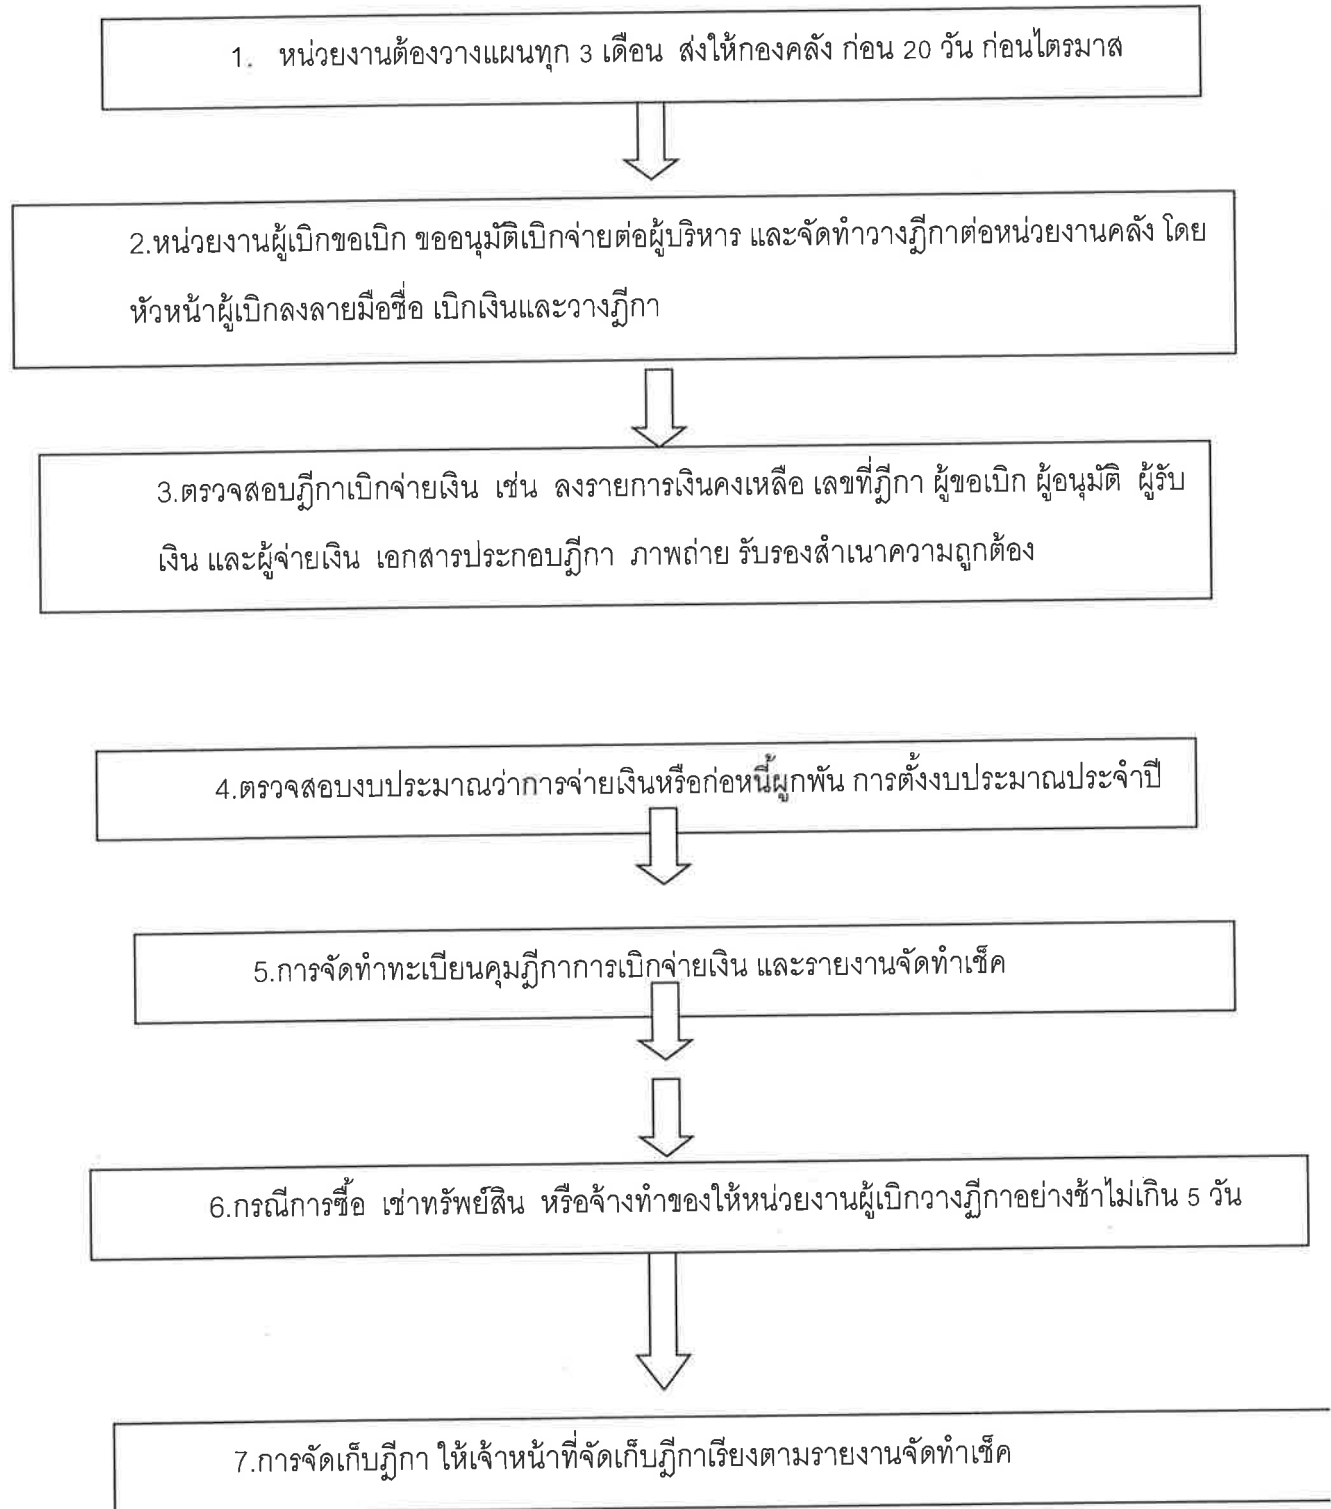 1. หน่วยงานต้องวางแผนทุก 3 เดือน ส่งให้กองคลัง ก่อน 20 วัน ก่อนไตรมาส
2.หน่วยงานผู้เบิกขอเบิก ขออนุมัติเบิกจ่ายต่อผู้บริหาร และจัดทำวางฎีกาต่อหน่วยงานคลัง โดย
หัวหน้าผู้เบิกลงลายมือชื่อ เบิกเงินและวางฎีกา
3.ตรวจสอบฎีกาเบิกจ่ายเงิน เช่น ลงรายการเงินคงเหลือ เลขที่ฎีกา ผู้ขอเบิก ผู้อนุมัติ ผู้รับ
เงิน และผู้จ่ายเงิน เอกสารประกอบฎีกา ภาพถ่าย รับรองสำเนาความถูกต้อง
4.ตรวจสอบงบประมาณว่าการจ่ายเงินหรือก่อหนี้ผูกพัน การตั้งงบประมาณประจำปี
5.การจัดทำทะเบียนคุมฎีกาการเบิกจ่ายเงิน และรายงานจัดทำเช็ค
6.กรณีการซื้อ เช่าทรัพย์สิน หรือจ้างทำของให้หน่วยงานผู้เบิกวางฎีกาอย่างช้าไม่เกิน 5 วัน
7.การจัดเก็บฎีกา ให้เจ้าหน้าที่จัดเก็บฎีกาเรียงตามรายงานจัดทำเช็ค